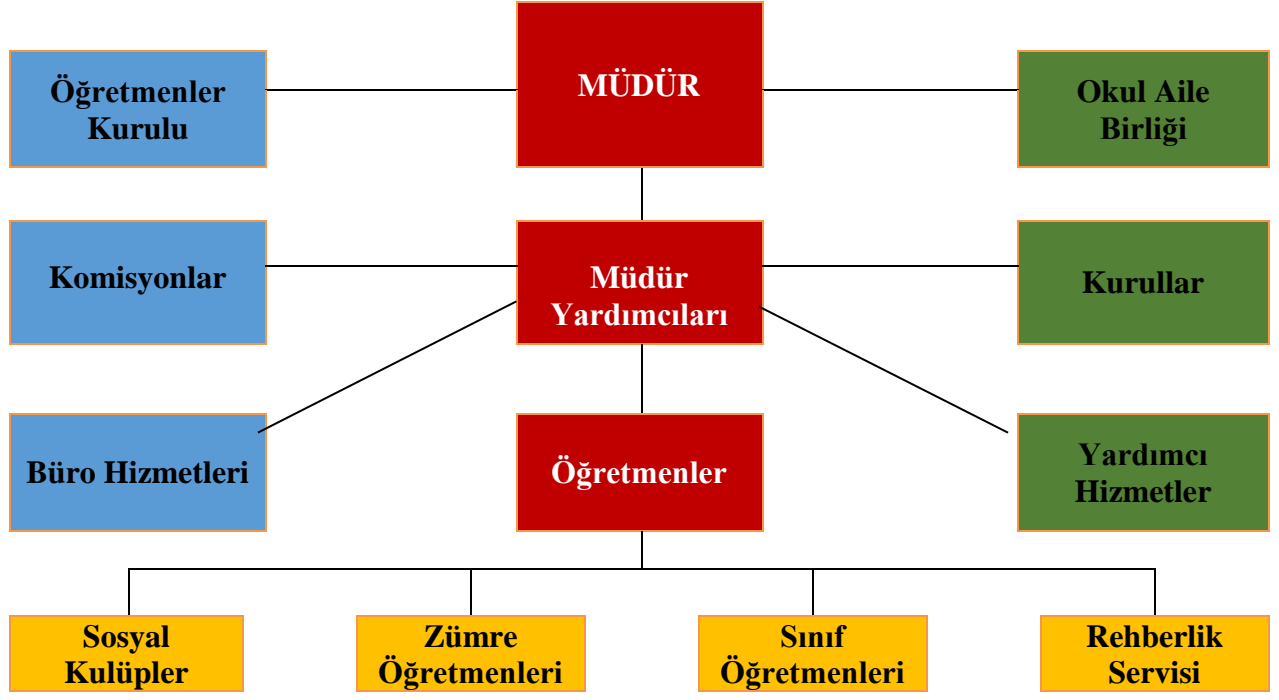 Öğretmenler
Kurulu
MÜDÜR
Okul Aile
Birliği
Komisyonlar
Müdür
Yardımcıları
Kurullar
Büro Hizmetleri
Öğretmenler
Yardımcı
Hizmetler
Sosyal
Kulüpler
Zümre
Öğretmenleri
Sınıf
Öğretmenleri
Rehberlik
Servisi